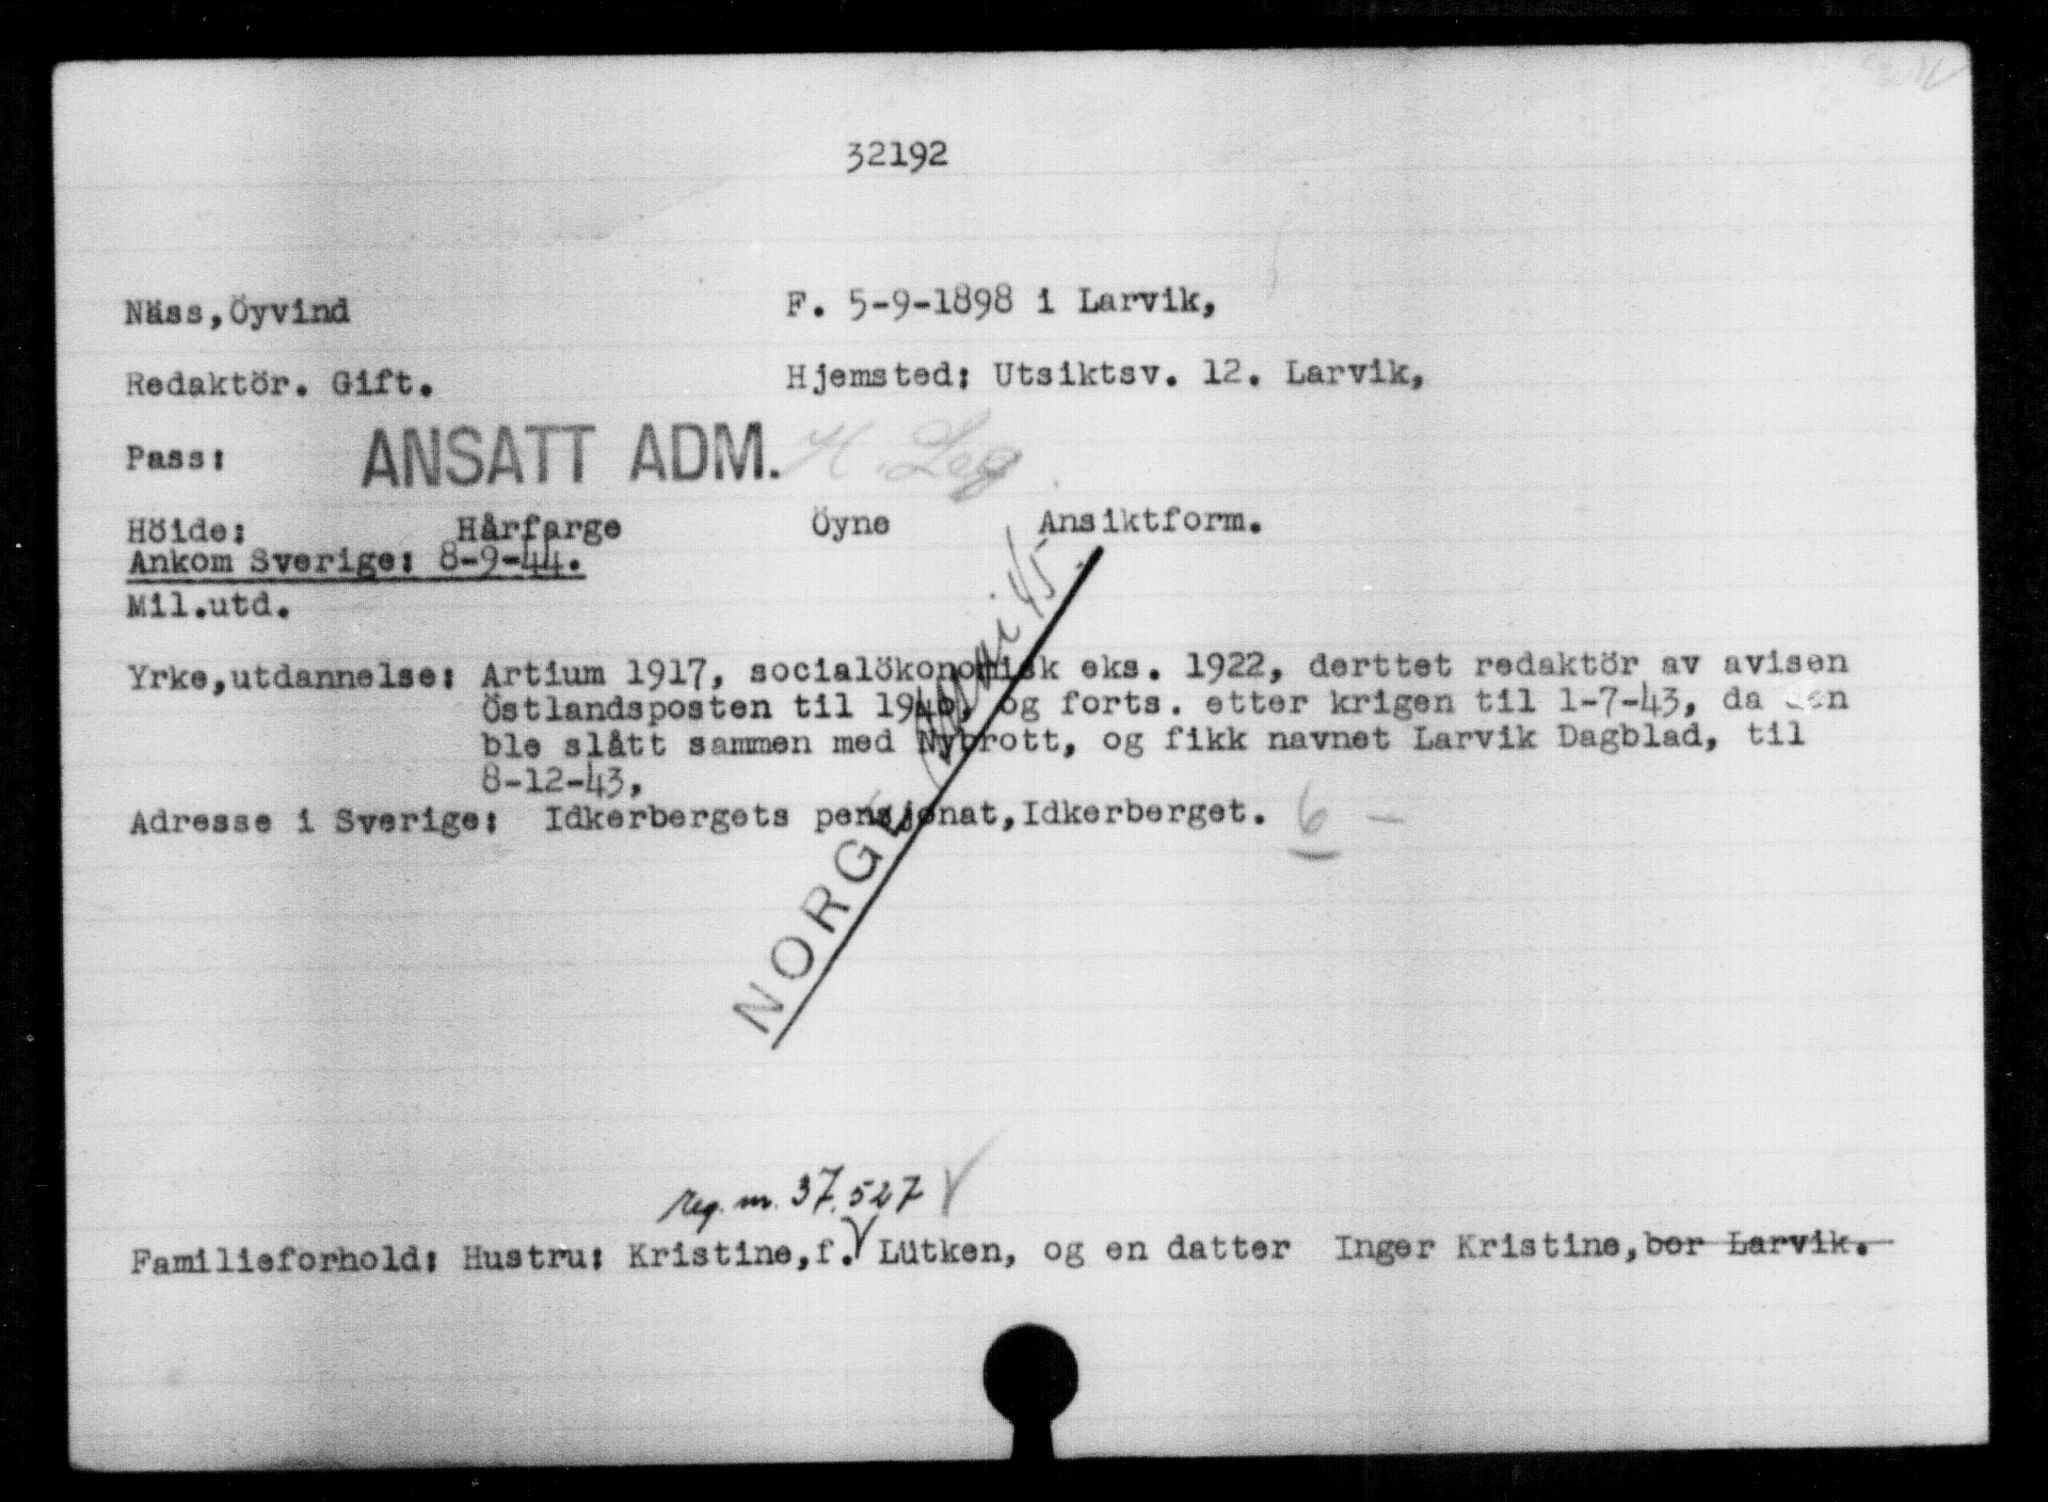 32192
Näss,Öyvind F. 5-9-1898 i Larvik,
Redaktör. Gift. Hjemsted: Utsiktsv. 12. Larvik,
Pass: ANSATT ADM. H. Leg.
Höide: Hårfarge Öyne Ansiktform.
Ankom Sverige: 8-9-44.
Mil.utd.
Yrke,utdannelse: Artium 1917, socialökonomisk eks. 1922, derttet redaktör av avisen
Östlandsposten til 1940, og forts. etter krigen til 1-7-43, da den
ble slått sammen med Nybrott, og fikk navnet Larvik Dagblad, til
8-12-43,
Adresse i Sverige: Idkerbergets pensjonat,Idkerberget. 6 -
NORGE mai 45.
reg. nr. 37.527 V
Familieforhold: Hustru: Kristine,f. V Lütken, og en datter Inger Kristine,bor Larvik.